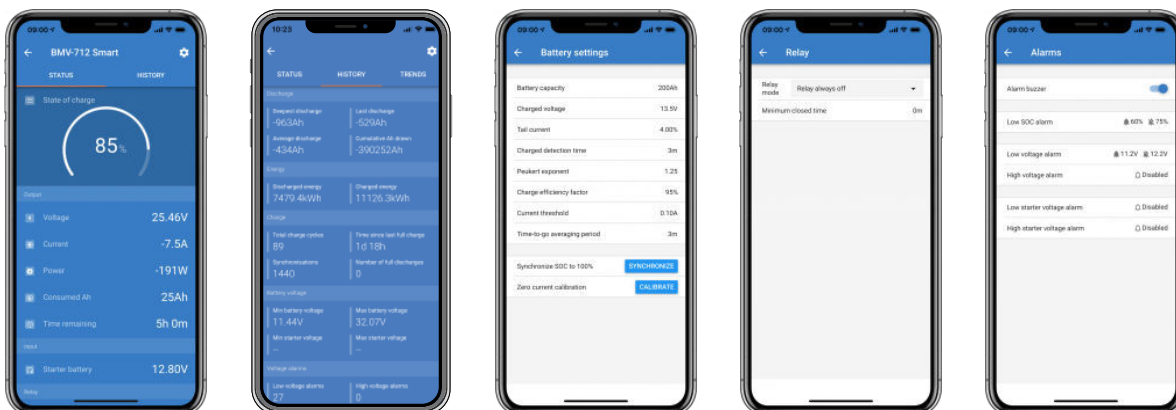 09:00
BMV-712 Smart
STATUS HISTORY
State of charge
85%
Output
Voltage 25.46V
Current -7.5A
Power -191W
Consumed Ah 25Ah
Time remaining 5h 0m
Input
Starter battery 12.80V
Relay
10:23
STATUS HISTORY TRENDS
Discharge
Deepest discharge Last discharge
-963Ah -529Ah
Average discharge Cumulative Ah drawn
-434Ah -390252Ah
Energy
Discharged energy Charged energy
7479.4kWh 11126.3kWh
Charge
Total charge cycles Time since last full charge
89 1d 18h
Synchronisations Number of full discharges
1440 0
Battery voltage
Min battery voltage Max battery voltage
11.44V 32.07V
Min starter voltage Max starter voltage
-- --
Voltage alarms
Low voltage alarms High voltage alarms
27 0
09:00
Battery settings
Battery capacity 200Ah
Charged voltage 13.5V
Tail current 4.00%
Charged detection time 3m
Peukert exponent 1.25
Charge efficiency factor 95%
Current threshold 0.10A
Time-to-go averaging period 3m
Synchronize SOC to 100% SYNCHRONIZE
Zero current calibration CALIBRATE
09:00
Relay
Relay mode Relay always off
Minimum closed time 0m
09:00
Alarms
Alarm buzzer
Low SOC alarm 60% 75%
Low voltage alarm 11.2V 12.2V
High voltage alarm Disabled
Low starter voltage alarm Disabled
High starter voltage alarm Disabled